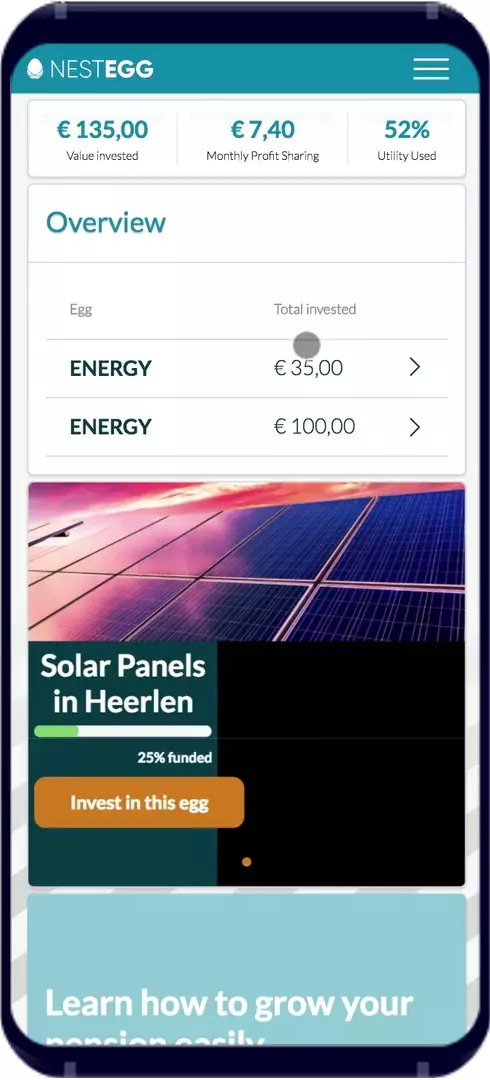 NESTEGG
€ 135,00 € 7,40 52%
Value invested Monthly Profit Sharing Utility Used
Overview
Egg Total invested
ENERGY € 35,00
ENERGY € 100,00
Solar Panels
in Heerlen
25% funded
Invest in this egg
Learn how to grow your
pension easily